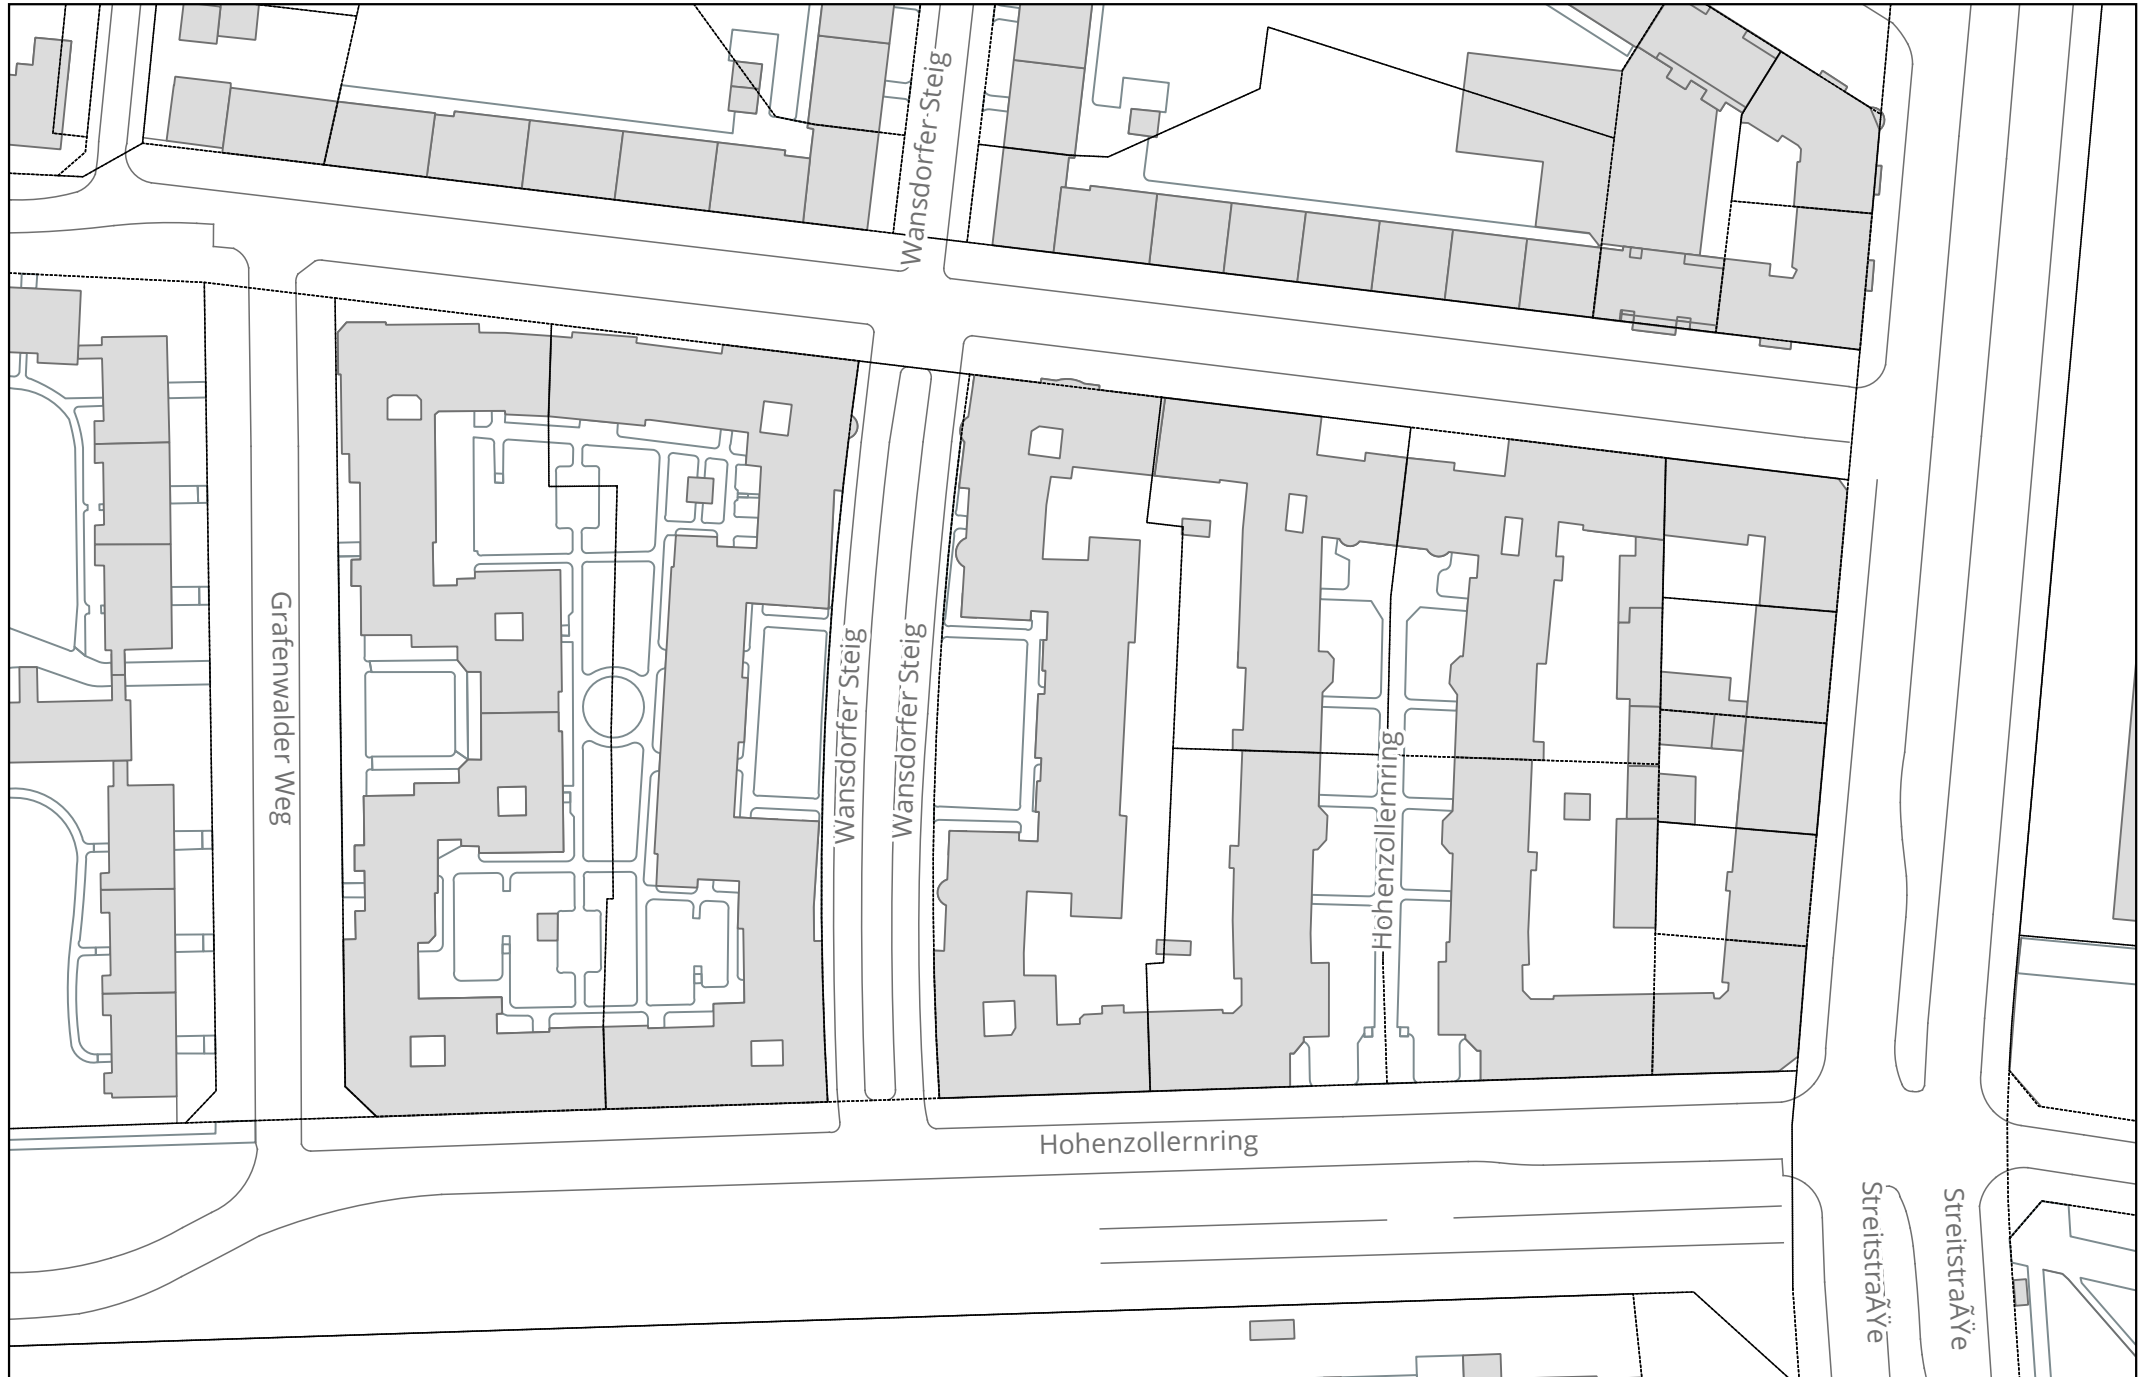 Wansdorfer-Steig
Grafenwalder Weg
Wansdorfer Steig
Wansdorfer Steig
Hohenzollernring
Hohenzollernring
StreitstraÃŸe
StreitstraÃŸe